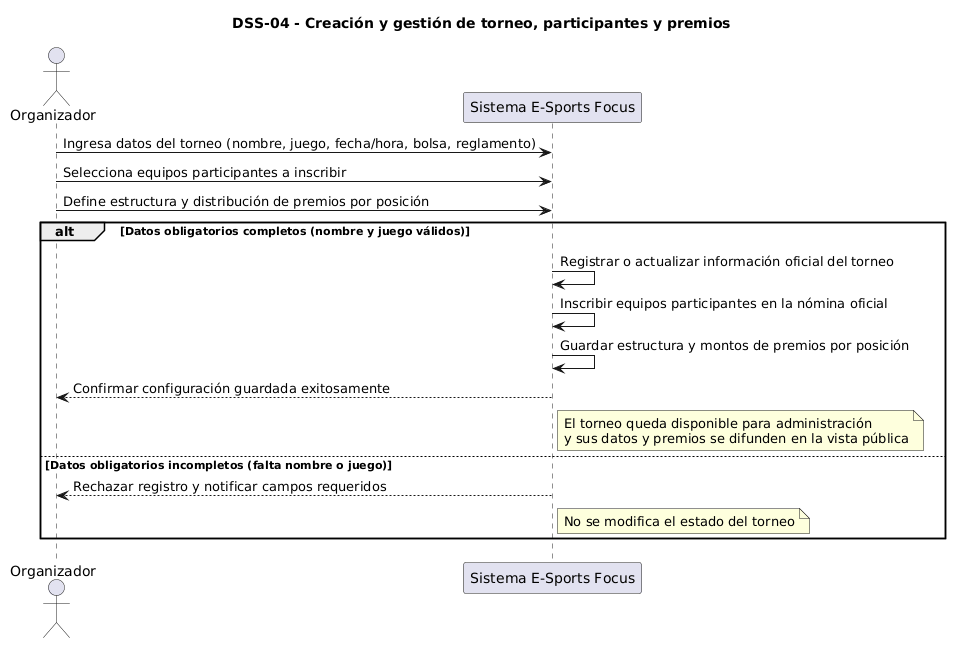 DSS-04 - Creación y gestión de torneo, participantes y premios
Organizador
Sistema E-Sports Focus
Ingresa datos del torneo (nombre, juego, fecha/hora, bolsa, reglamento)
Selecciona equipos participantes a inscribir
Define estructura y distribución de premios por posición
alt [Datos obligatorios completos (nombre y juego válidos)]
Registrar o actualizar información oficial del torneo
Inscribir equipos participantes en la nómina oficial
Guardar estructura y montos de premios por posición
Confirmar configuración guardada exitosamente
El torneo queda disponible para administración
y sus datos y premios se difunden en la vista pública
[Datos obligatorios incompletos (falta nombre o juego)]
Rechazar registro y notificar campos requeridos
No se modifica el estado del torneo
Organizador
Sistema E-Sports Focus